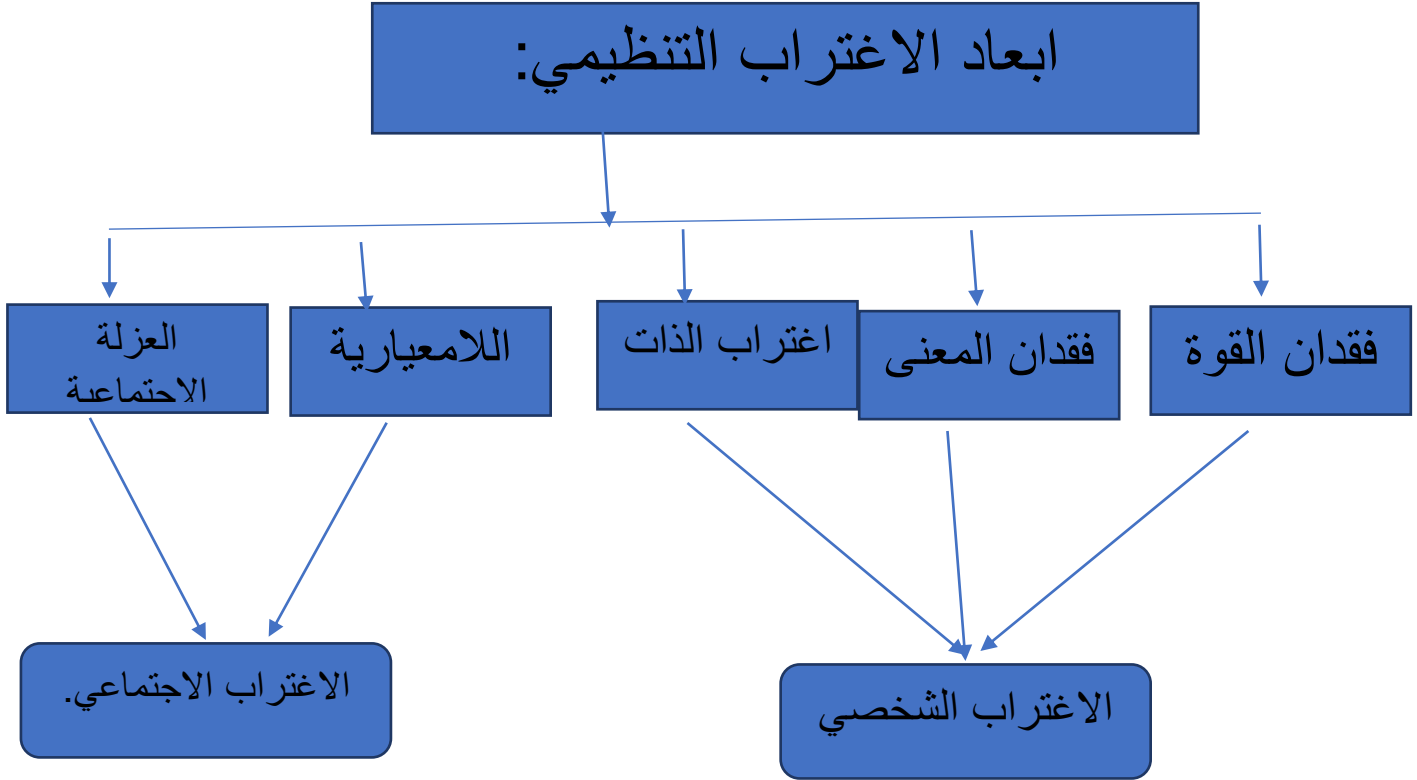 ابعاد الاغتراب التنظيمي:
فقدان القوة
فقدان المعنى
اغتراب الذات
اللامعيارية
العزلة
الاجتماعية
الاغتراب الشخصي
الاغتراب الاجتماعي.